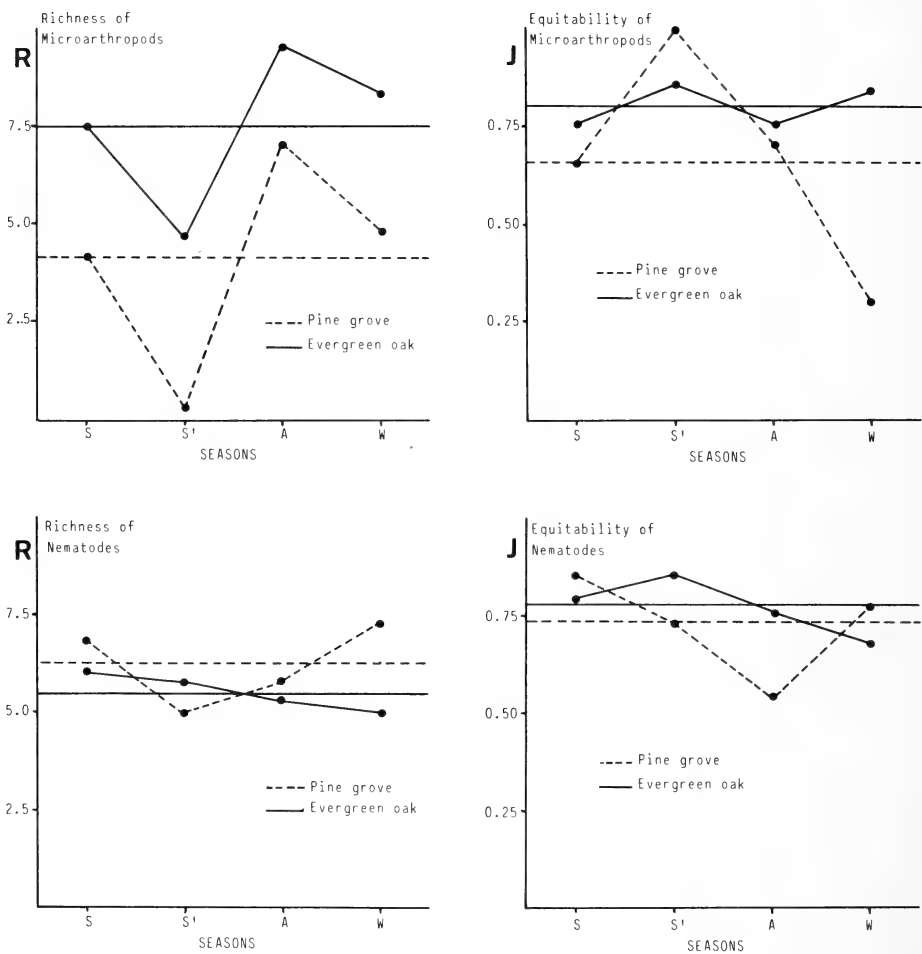 Richness of
Microarthropods
R
7.5
5.0
2.5
Pine grove
Evergreen oak
S S' A W
SEASONS
Equitability of
Microarthropods
J
0.75
0.50
0.25
Pine grove
Evergreen oak
S S' A W
SEASONS
Richness of
Nematodes
R
7.5
5.0
2.5
Pine grove
Evergreen oak
S S' A W
SEASONS
Equitability of
Nematodes
J
0.75
0.50
0.25
Pine grove
Evergreen oak
S S' A W
SEASONS